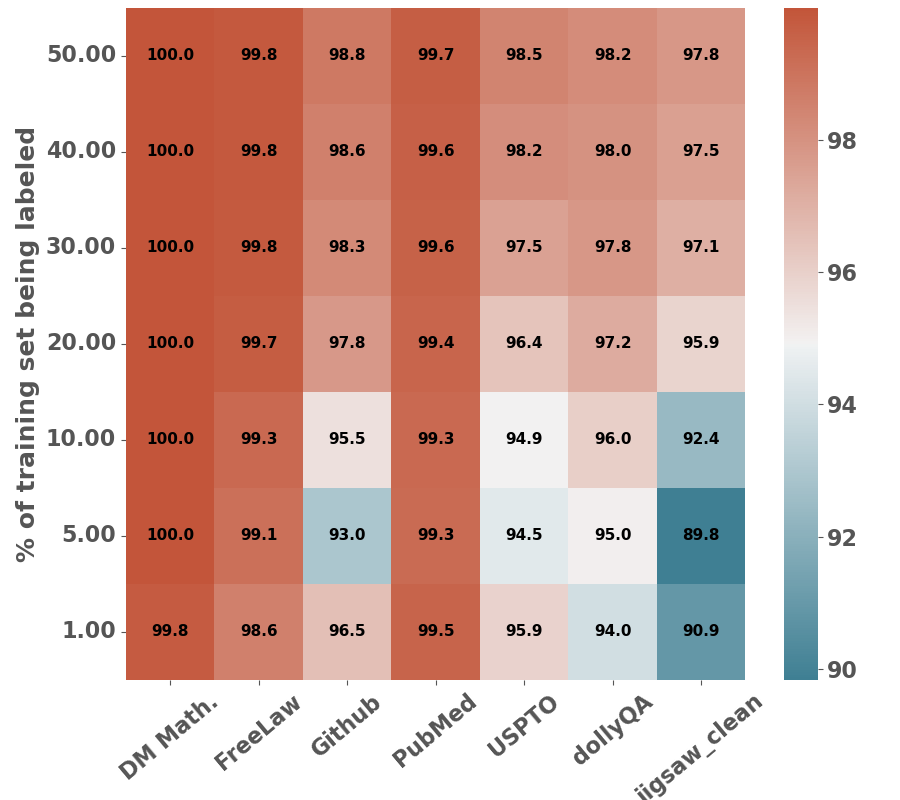 % of training set being labeled
50.00 100.0 99.8 98.8 99.7 98.5 98.2 97.8
40.00 100.0 99.8 98.6 99.6 98.2 98.0 97.5
30.00 100.0 99.8 98.3 99.6 97.5 97.8 97.1
20.00 100.0 99.7 97.8 99.4 96.4 97.2 95.9
10.00 100.0 99.3 95.5 99.3 94.9 96.0 92.4
5.00 100.0 99.1 93.0 99.3 94.5 95.0 89.8
1.00 99.8 98.6 96.5 99.5 95.9 94.0 90.9
DM Math. FreeLaw Github PubMed USPTO dollyQA jigsaw_clean
98
96
94
92
90